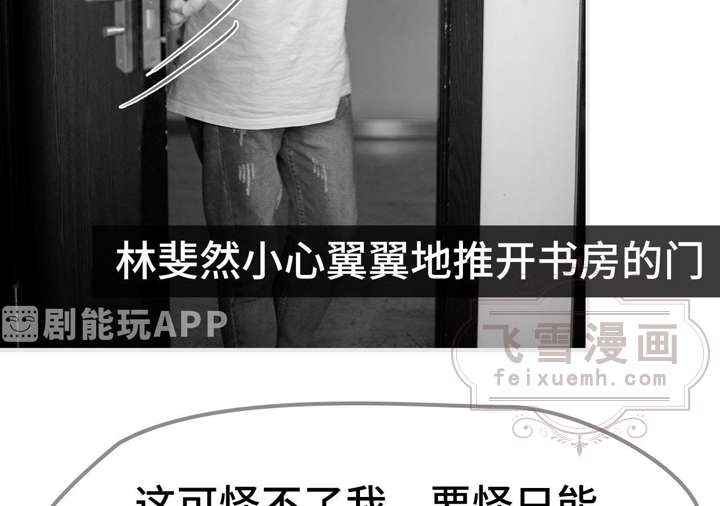 林斐然小心翼翼地推开书房的门
剧能玩APP
飞雪漫画
feixuemh.com
这可怪不了我，要怪只能